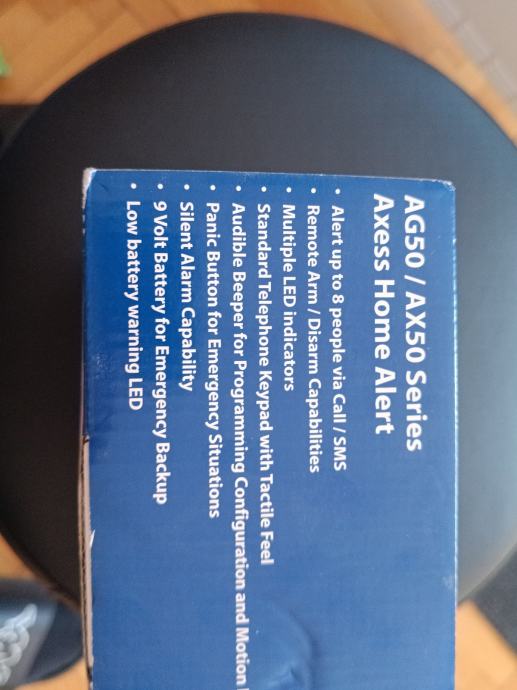 AG50 / AX50 Series
Axess Home Alert
• Alert up to 8 people via Call / SMS
• Remote Arm / Disarm Capabilities
• Multiple LED indicators
• Standard Telephone Keypad with Tactile Feel
• Audible Beeper for Programming Configuration and Motion
• Panic Button for Emergency Situations
• Silent Alarm Capability
• 9 Volt Battery for Emergency Backup
• Low battery warning LED